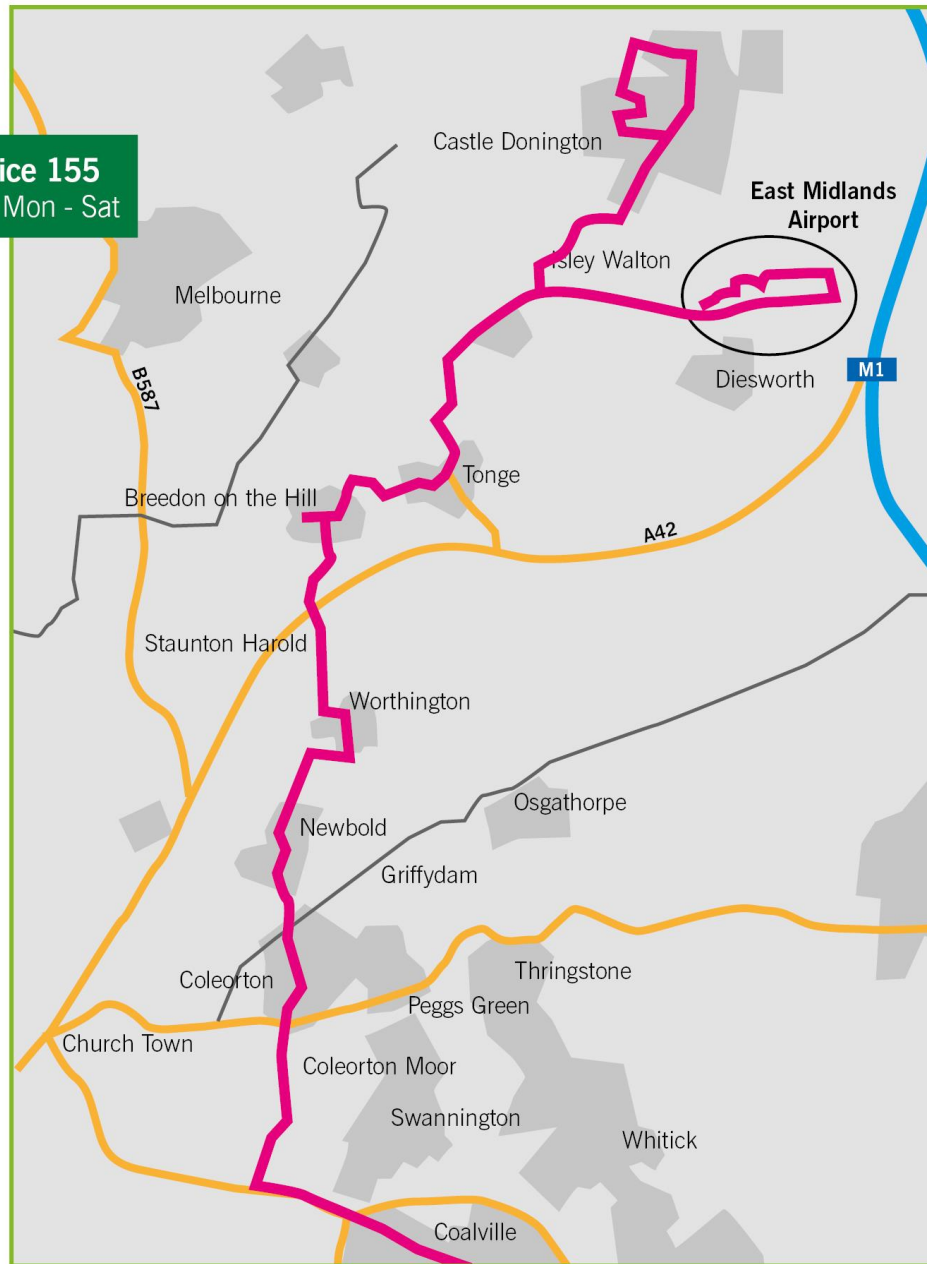 ice 155
Mon - Sat
Castle Donington
East Midlands
Airport
Isley Walton
Melbourne
M1
Diesworth
B587
Tonge
Breedon on the Hill
A42
Staunton Harold
Worthington
Osgathorpe
Newbold
Griffydam
Coleorton
Thringstone
Peggs Green
Church Town
Coleorton Moor
Swannington
Whitick
Coalville